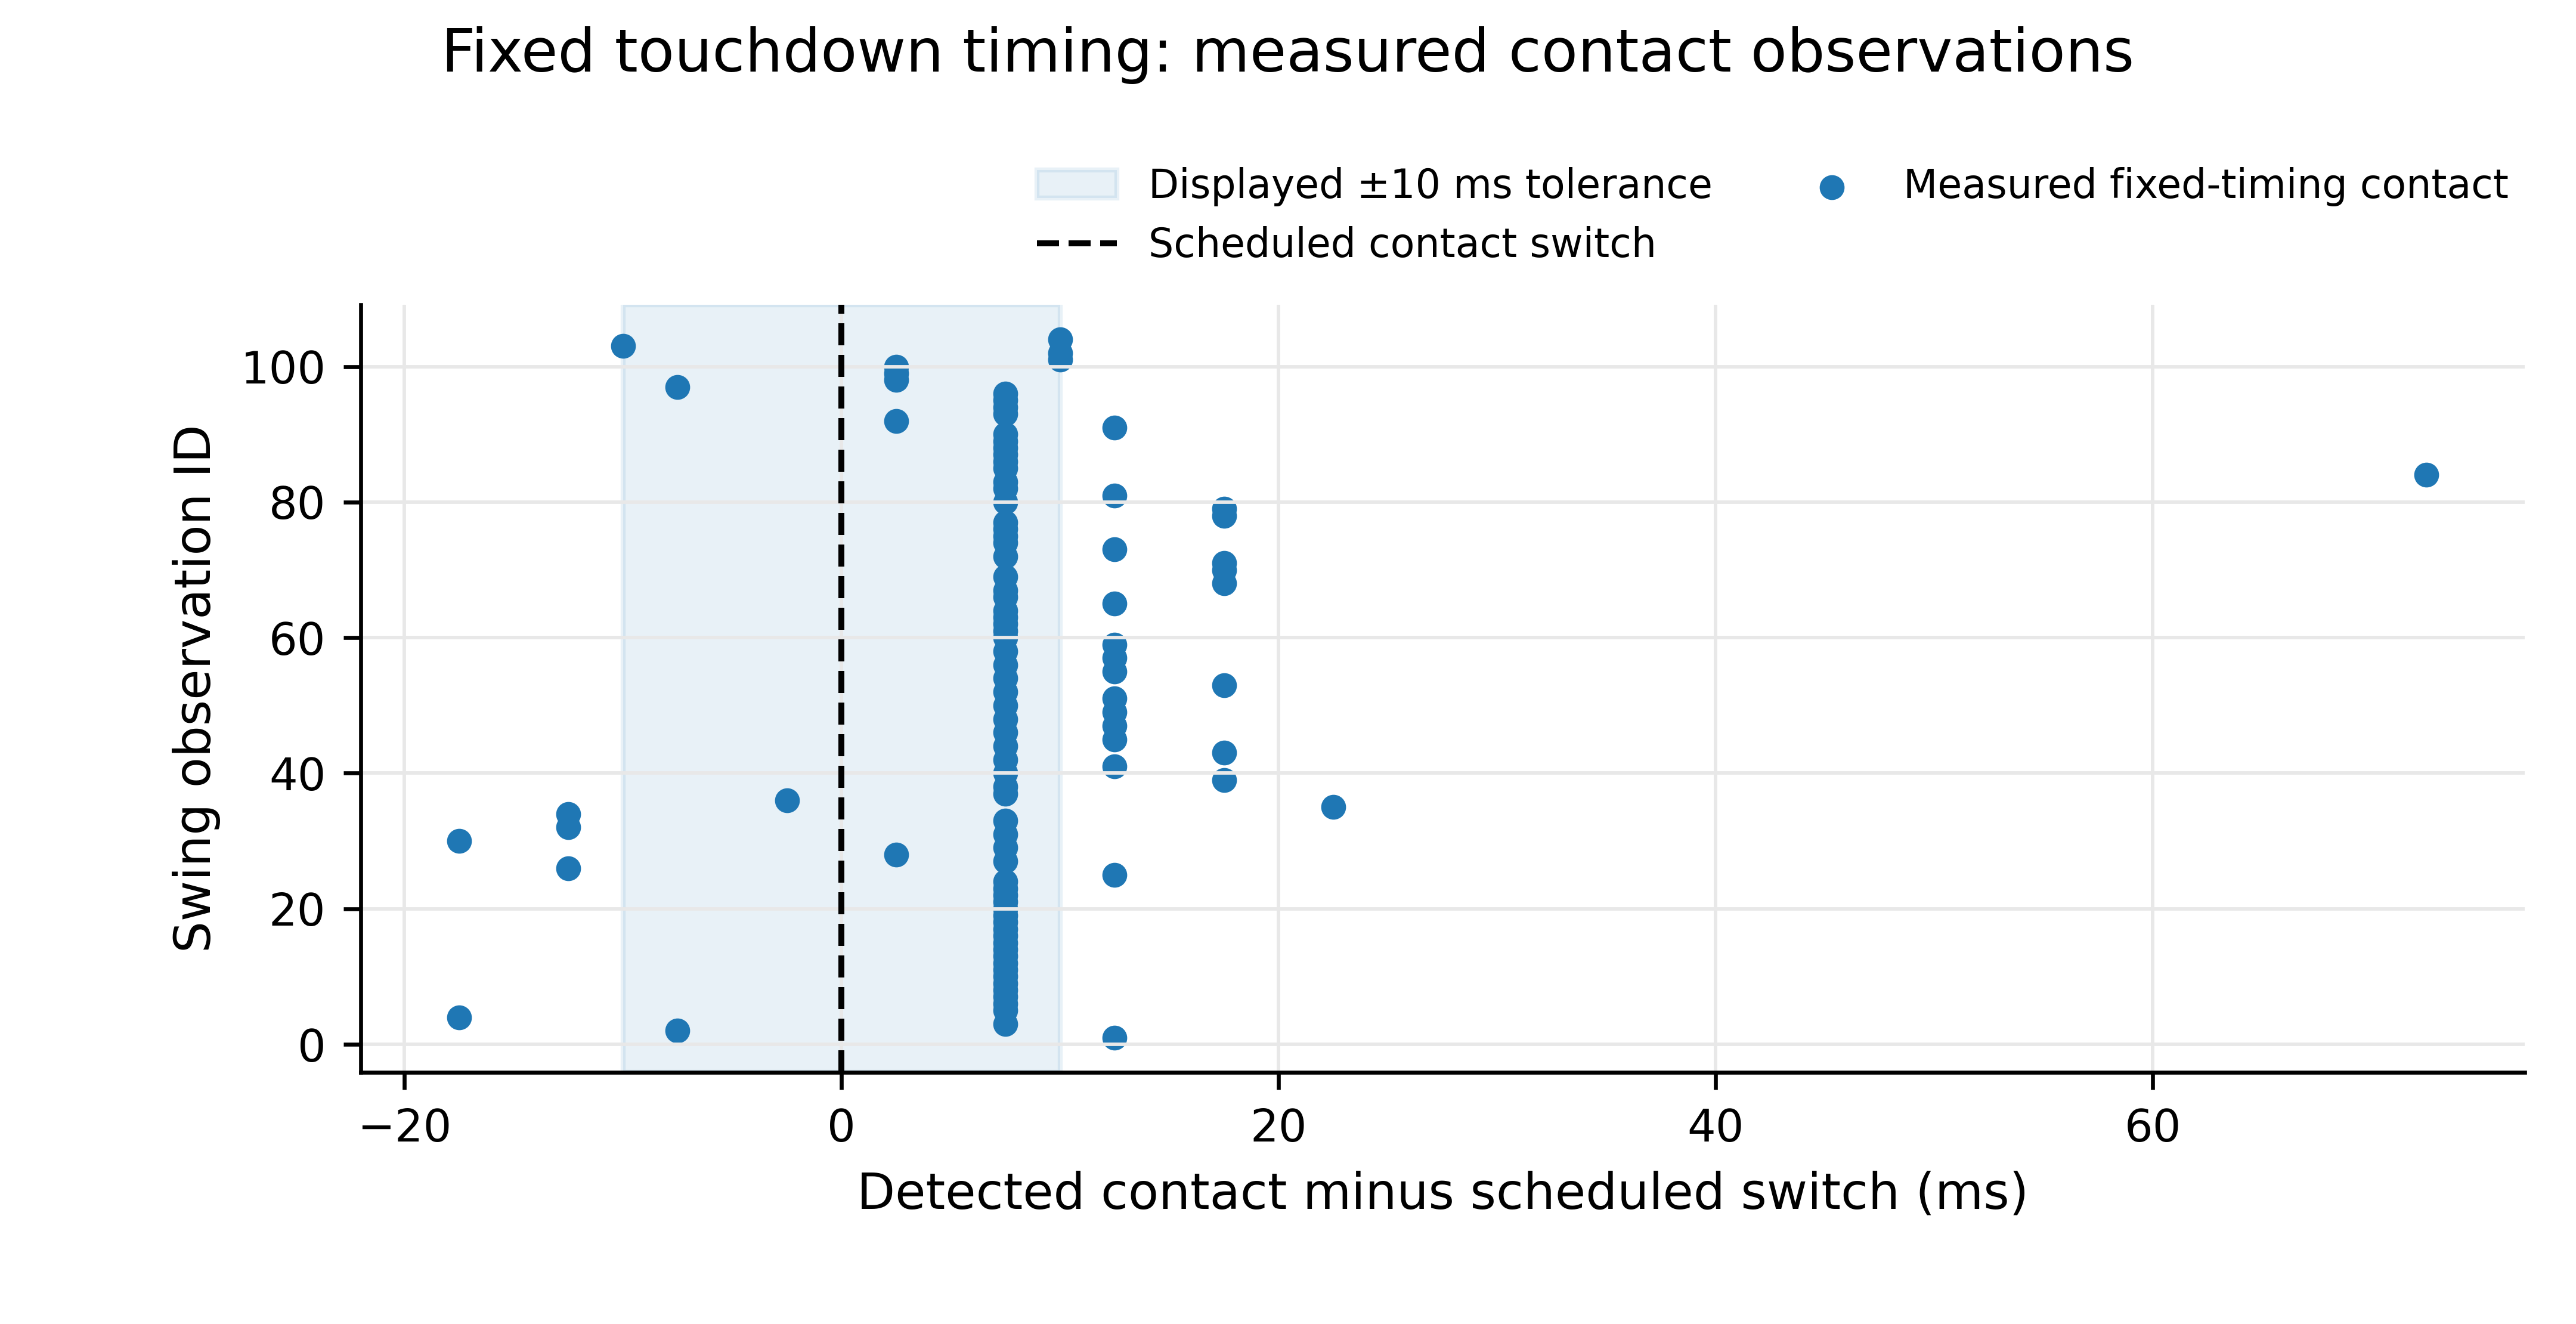 Fixed touchdown timing: measured contact observations
Displayed ±10 ms tolerance
Scheduled contact switch
Measured fixed-timing contact
Swing observation ID
100
80
60
40
20
0
−20 0 20 40 60
Detected contact minus scheduled switch (ms)